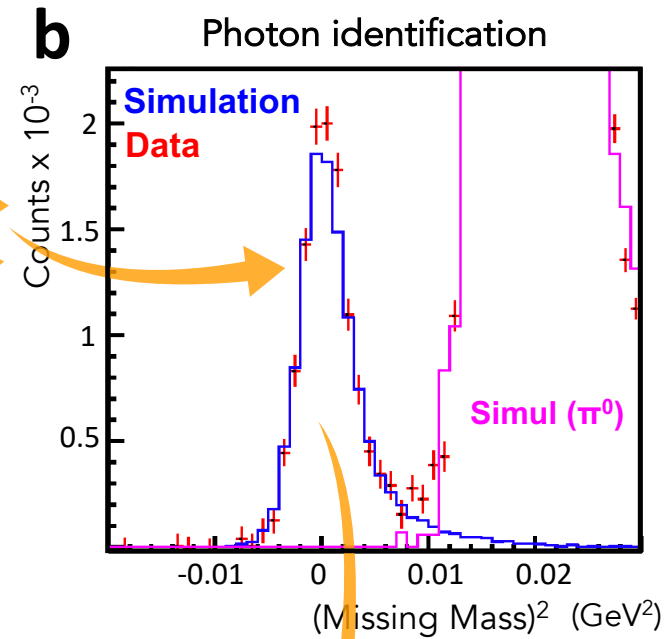 b
Photon identification
Simulation
Data
Counts x 10⁻³
2
1.5
1
0.5
Simul (π⁰)
-0.01 0 0.01 0.02
(Missing Mass)² (GeV²)